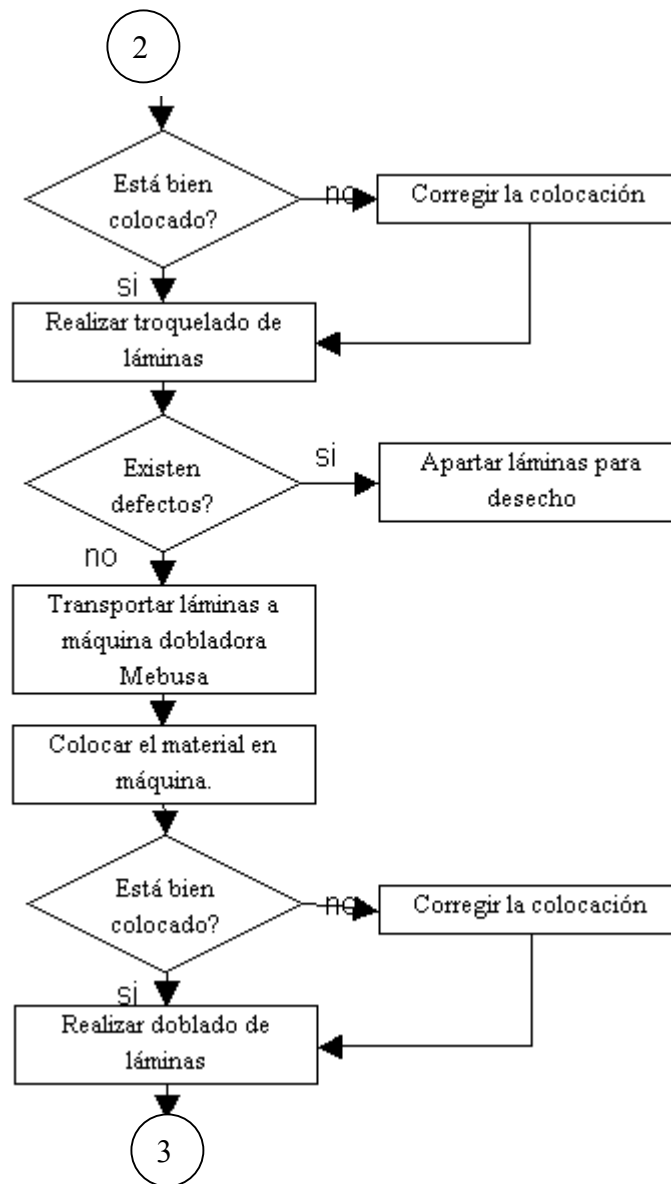 2
Está bien
colocado?
no
Corregir la colocación
si
Realizar troquelado de
láminas
Existen
defectos?
si
Apartar láminas para
desecho
no
Transportar láminas a
máquina dobladora
Mebusa
Colocar el material en
máquina.
Está bien
colocado?
no
Corregir la colocación
si
Realizar doblado de
láminas
3